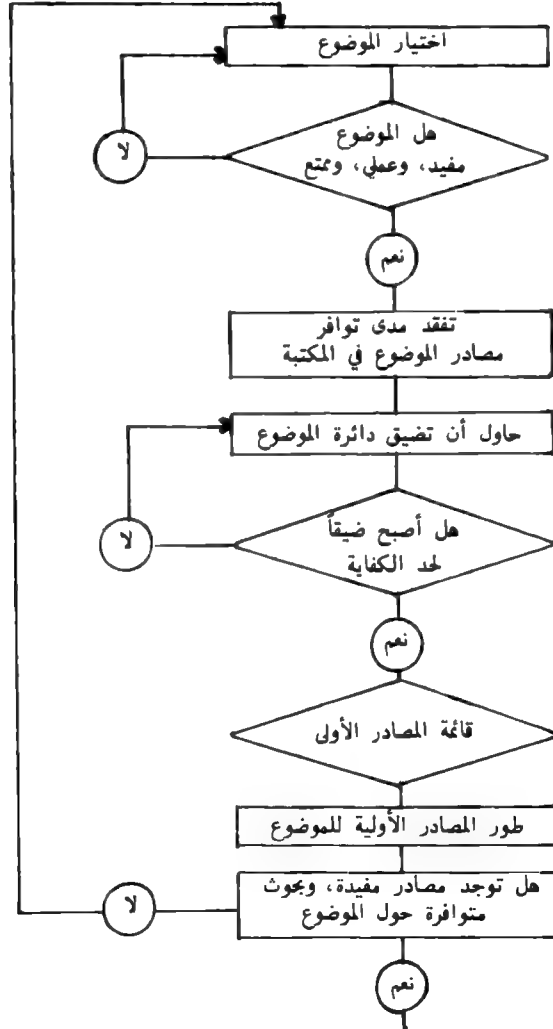 اختيار الموضوع
هل الموضوع
مفيد، وعملي، وممتع
لا
نعم
تفقد مدى توافر
مصادر الموضوع في المكتبة
حاول أن تضيق دائرة الموضوع
هل أصبح ضيقاً
لحد الكفاية
لا
نعم
قائمة المصادر الأولى
طور المصادر الأولية للموضوع
هل توجد مصادر مفيدة، وبحوث
متوافرة حول الموضوع
لا
نعم